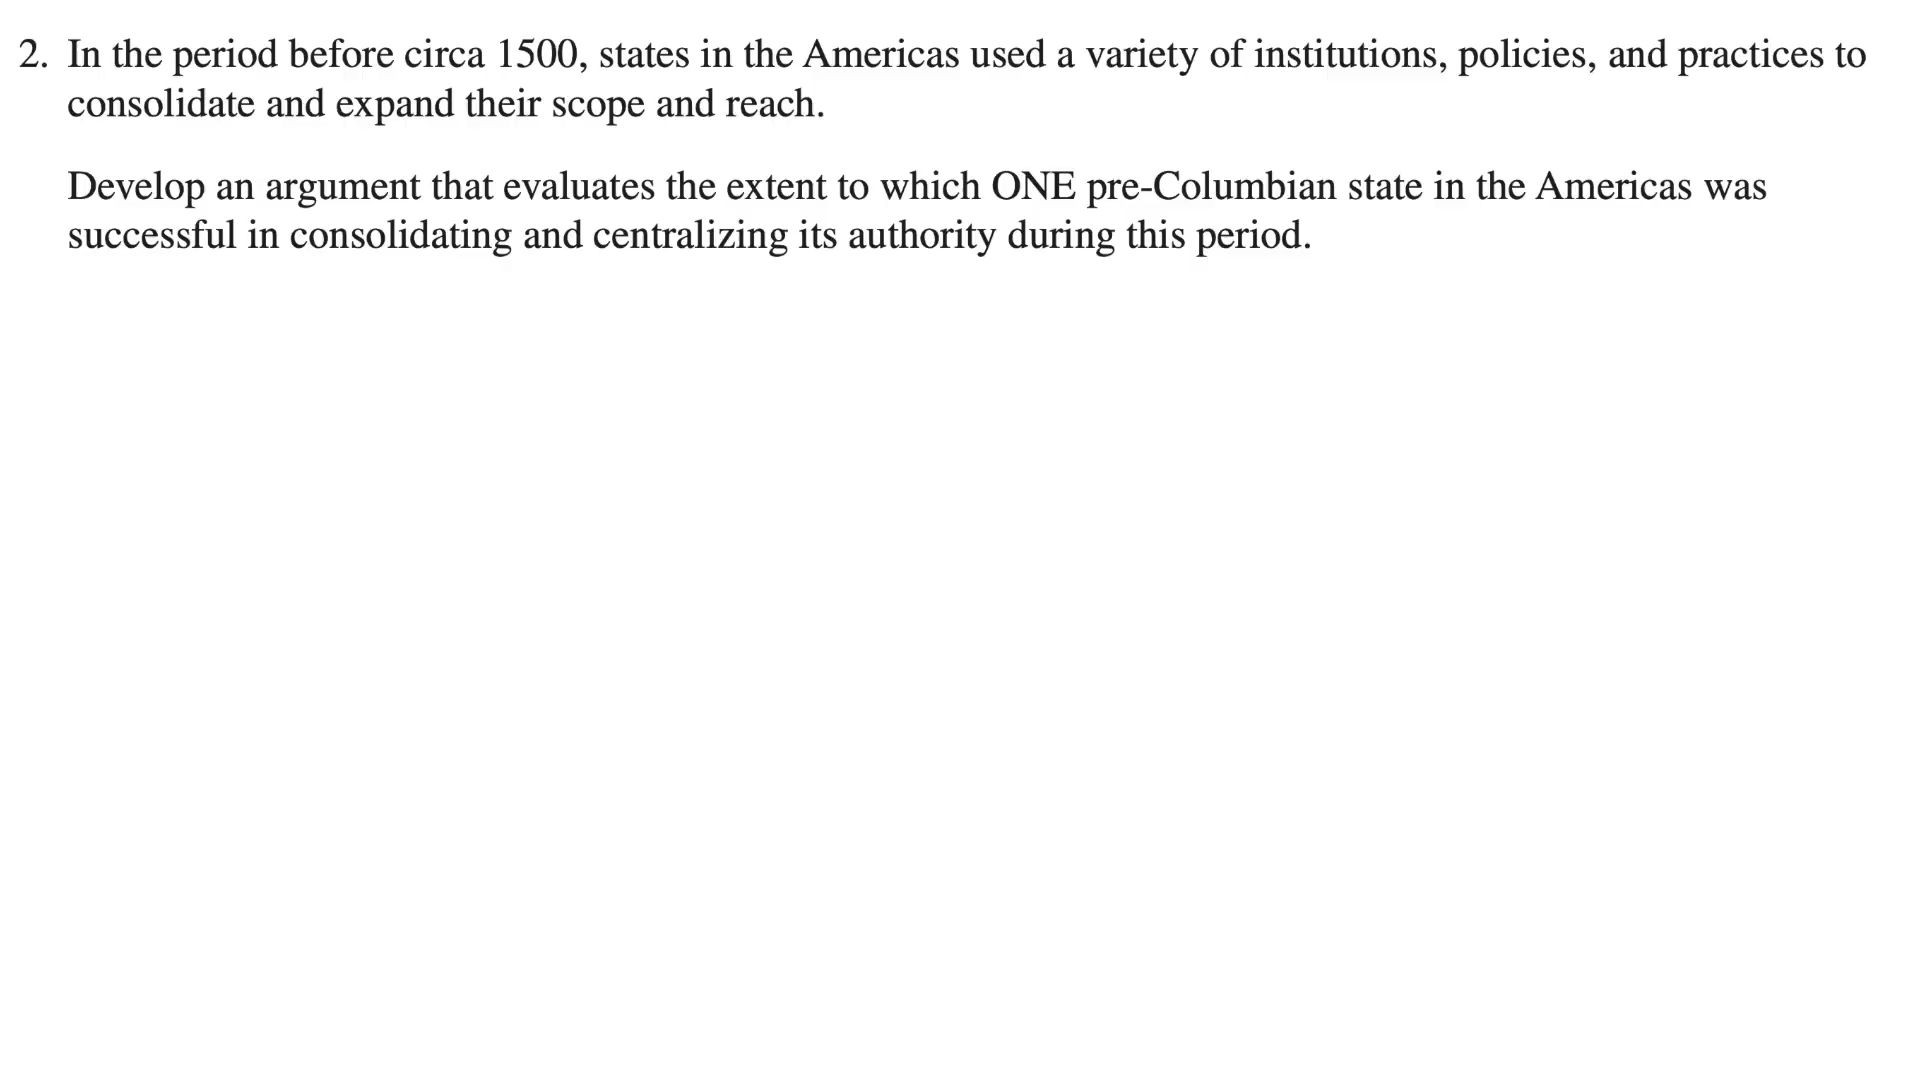 2. In the period before circa 1500, states in the Americas used a variety of institutions, policies, and practices to
consolidate and expand their scope and reach.
Develop an argument that evaluates the extent to which ONE pre-Columbian state in the Americas was
successful in consolidating and centralizing its authority during this period.